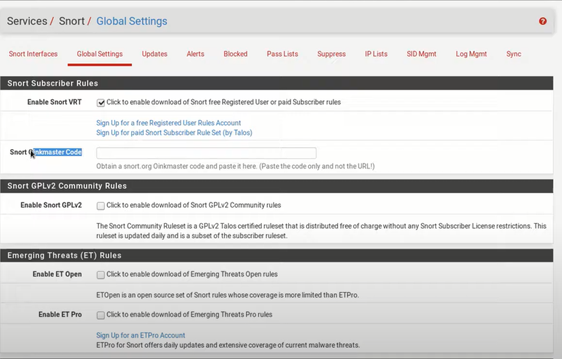 Services / Snort / Global Settings
Snort Interfaces Global Settings Updates Alerts Blocked Pass Lists Suppress IP Lists SID Mgmt Log Mgmt Sync
Snort Subscriber Rules
Enable Snort VRT Click to enable download of Snort free Registered User or paid Subscriber rules
Sign Up for a free Registered User Rules Account
Sign Up for paid Snort Subscriber Rule Set (by Talos)
Snort Oinkmaster Code
Obtain a snort.org Oinkmaster code and paste it here. (Paste the code only and not the URL!)
Snort GPLv2 Community Rules
Enable Snort GPLv2 Click to enable download of Snort GPLv2 Community rules
The Snort Community Ruleset is a GPLv2 Talos certified ruleset that is distributed free of charge without any Snort Subscriber License restrictions. This
ruleset is updated daily and is a subset of the subscriber ruleset.
Emerging Threats (ET) Rules
Enable ET Open Click to enable download of Emerging Threats Open rules
ETOpen is an open source set of Snort rules whose coverage is more limited than ETPro.
Enable ET Pro Click to enable download of Emerging Threats Pro rules
Sign Up for an ETPro Account
ETPro for Snort offers daily updates and extensive coverage of current malware threats.